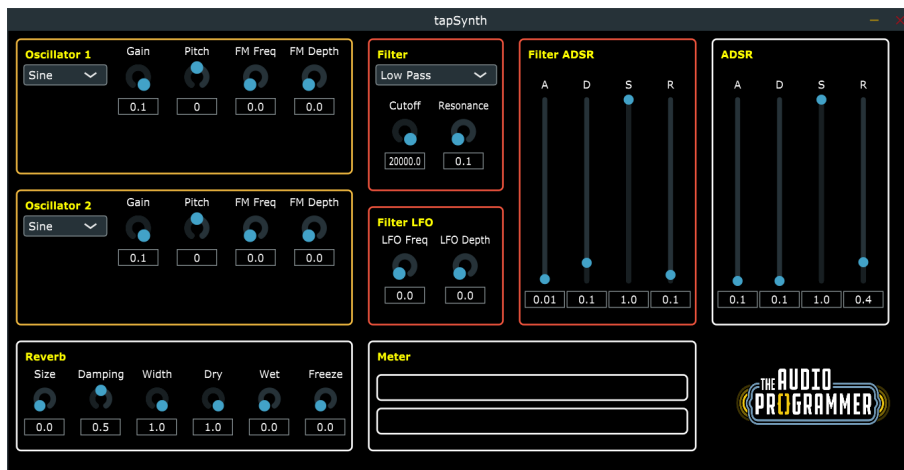 tapSynth
Oscillator 1
Gain Pitch FM Freq FM Depth
Sine
0.1 0 0.0 0.0
Filter
Low Pass
Cutoff Resonance
20000.0 0.1
Filter ADSR
A D S R
0.01 0.1 1.0 0.1
ADSR
A D S R
0.1 0.1 1.0 0.4
Oscillator 2
Gain Pitch FM Freq FM Depth
Sine
0.1 0 0.0 0.0
Filter LFO
LFO Freq LFO Depth
0.0 0.0
Reverb
Size Damping Width Dry Wet Freeze
0.0 0.5 1.0 1.0 0.0 0.0
Meter
THE AUDIO
PR()GRAMMER